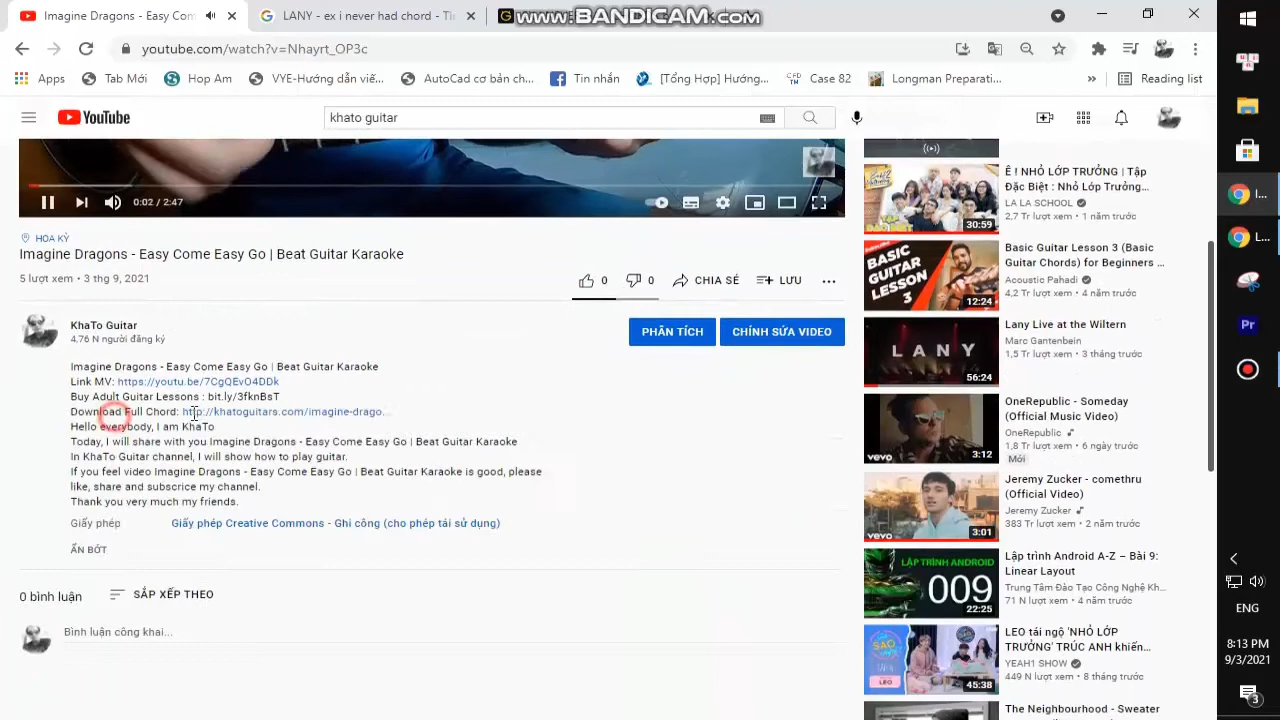 Imagine Dragons - Easy Com
LANY - ex i never had chord - Th
www.BANDICAM.com
youtube.com/watch?v=Nhayrt_OP3c
Apps
Tab Mới
Hop Am
VYE-Hướng dẫn viế...
AutoCad cơ bản ch...
Tin nhắn
[Tổng Hợp] Hướng...
Case 82
Longman Preparati...
»
Reading list
YouTube
khato guitar
0:02 / 2:47
HOA KỲ
Imagine Dragons - Easy Come Easy Go | Beat Guitar Karaoke
5 lượt xem • 3 thg 9, 2021
0
0
CHIA SẺ
LƯU
KhaTo Guitar
4,76 N người đăng ký
PHÂN TÍCH
CHỈNH SỬA VIDEO
Imagine Dragons - Easy Come Easy Go | Beat Guitar Karaoke
Link MV: https://youtu.be/7CgQEvO4DDk
Buy Adult Guitar Lessons : bit.ly/3fknBsT
Download Full Chord: http://khatoguitars.com/imagine-drago...
Hello everybody, I am KhaTo
Today, I will share with you Imagine Dragons - Easy Come Easy Go | Beat Guitar Karaoke
In KhaTo Guitar channel, I will show how to play guitar.
If you feel video Imagine Dragons - Easy Come Easy Go | Beat Guitar Karaoke is good, please
like, share and subscrice my channel.
Thank you very much my friends.
Giấy phép
Giấy phép Creative Commons - Ghi công (cho phép tái sử dụng)
ẨN BỚT
0 bình luận
SẮP XẾP THEO
Bình luận công khai...
30:59
Ê ! NHỎ LỚP TRƯỞNG | Tập
Đặc Biệt : Nhỏ Lớp Trưởng...
LA LA SCHOOL
2,7 Tr lượt xem • 1 năm trước
BASIC
GUITAR
LESSON
3
12:24
Basic Guitar Lesson 3 (Basic
Guitar Chords) for Beginners ...
Acoustic Pahadi
4,2 Tr lượt xem • 4 năm trước
LANY
56:24
Lany Live at the Wiltern
Marc Gantenbein
1,5 Tr lượt xem • 3 tháng trước
vevo
3:12
OneRepublic - Someday
(Official Music Video)
OneRepublic
1,8 Tr lượt xem • 6 ngày trước
Mới
vevo
3:01
Jeremy Zucker - comethru
(Official Video)
Jeremy Zucker
383 Tr lượt xem • 2 năm trước
LẬP TRÌNH ANDROID
009
22:25
Lập trình Android A-Z – Bài 9:
Linear Layout
Trung Tâm Đào Tạo Công Nghệ Kh...
71 N lượt xem • 4 năm trước
LEO
45:38
LEO tái ngộ 'NHỎ LỚP
TRƯỞNG' TRÚC ANH khiến...
YEAH1 SHOW
449 N lượt xem • 8 tháng trước
The Neighbourhood - Sweater
I...
L...
Pr
ENG
8:13 PM
9/3/2021
3